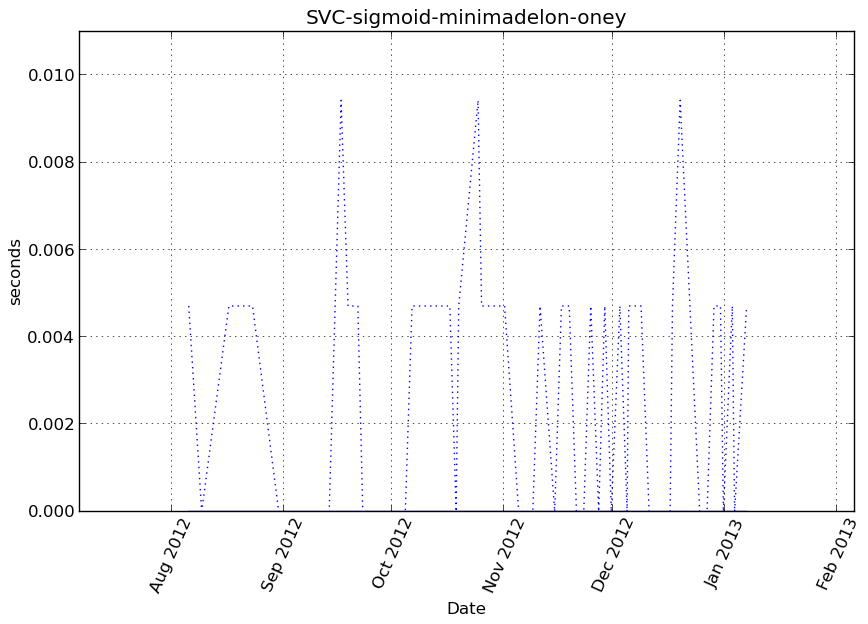 SVC-sigmoid-minimadelon-oney
0.010
0.008
0.006
0.004
0.002
0.000
seconds
Aug 2012
Sep 2012
Oct 2012
Nov 2012
Dec 2012
Jan 2013
Feb 2013
Date